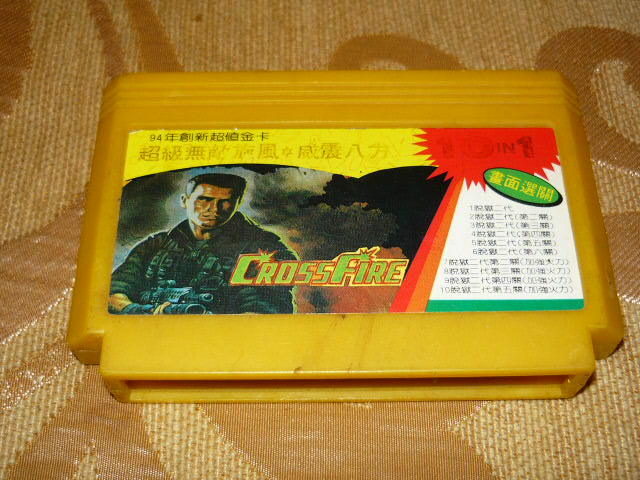 94年創新超值金卡
超級無敵旋風✡威震八方
10 IN 1
畫面選關
CROSSFIRE
1脫獄二代
2脫獄二代(第二關)
3脫獄二代(第三關)
4脫獄二代(第四關)
5脫獄二代(第五關)
6脫獄二代(第八關)
7脫獄二代第二關(加強火力)
8脫獄二代第三關(加強火力)
9脫獄二代第四關(加強火力)
10脫獄二代第五關(加強火力)